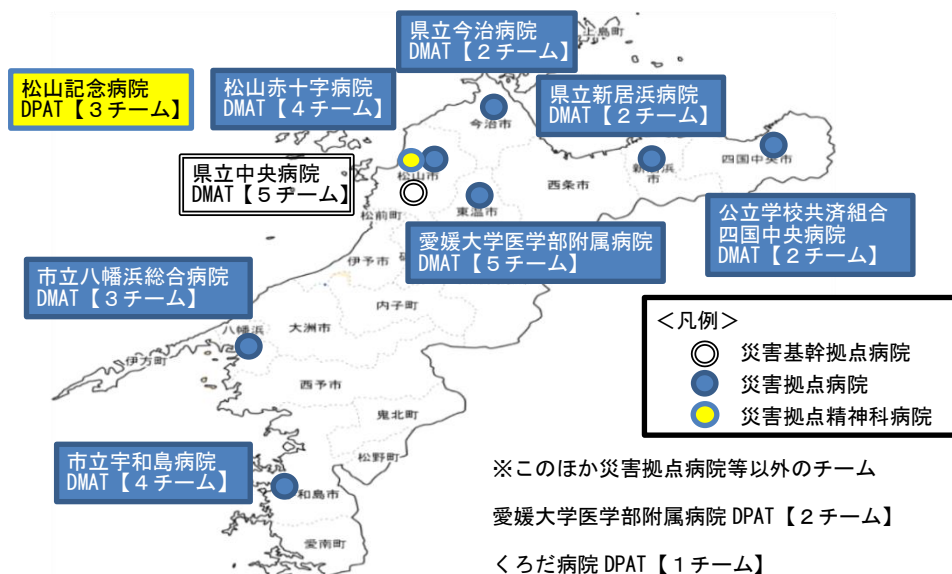 県立今治病院
DMAT【２チーム】
上島町
松山記念病院
DPAT【３チーム】
松山赤十字病院
DMAT【４チーム】
県立新居浜病院
DMAT【２チーム】
今治市
県立中央病院
DMAT【５チーム】
松山市
西条市
四国中央市
東温市
松前町
公立学校共済組合
四国中央病院
DMAT【２チーム】
愛媛大学医学部附属病院
DMAT【５チーム】
伊予市
市立八幡浜総合病院
DMAT【３チーム】
内子町
八幡浜
大洲市
伊方町
西予市
鬼北町
松野町
＜凡例＞
災害基幹拠点病院
災害拠点病院
災害拠点精神科病院
市立宇和島病院
DMAT【４チーム】
和島市
愛南町
※このほか災害拠点病院等以外のチーム
愛媛大学医学部附属病院 DPAT【２チーム】
くろだ病院 DPAT【１チーム】